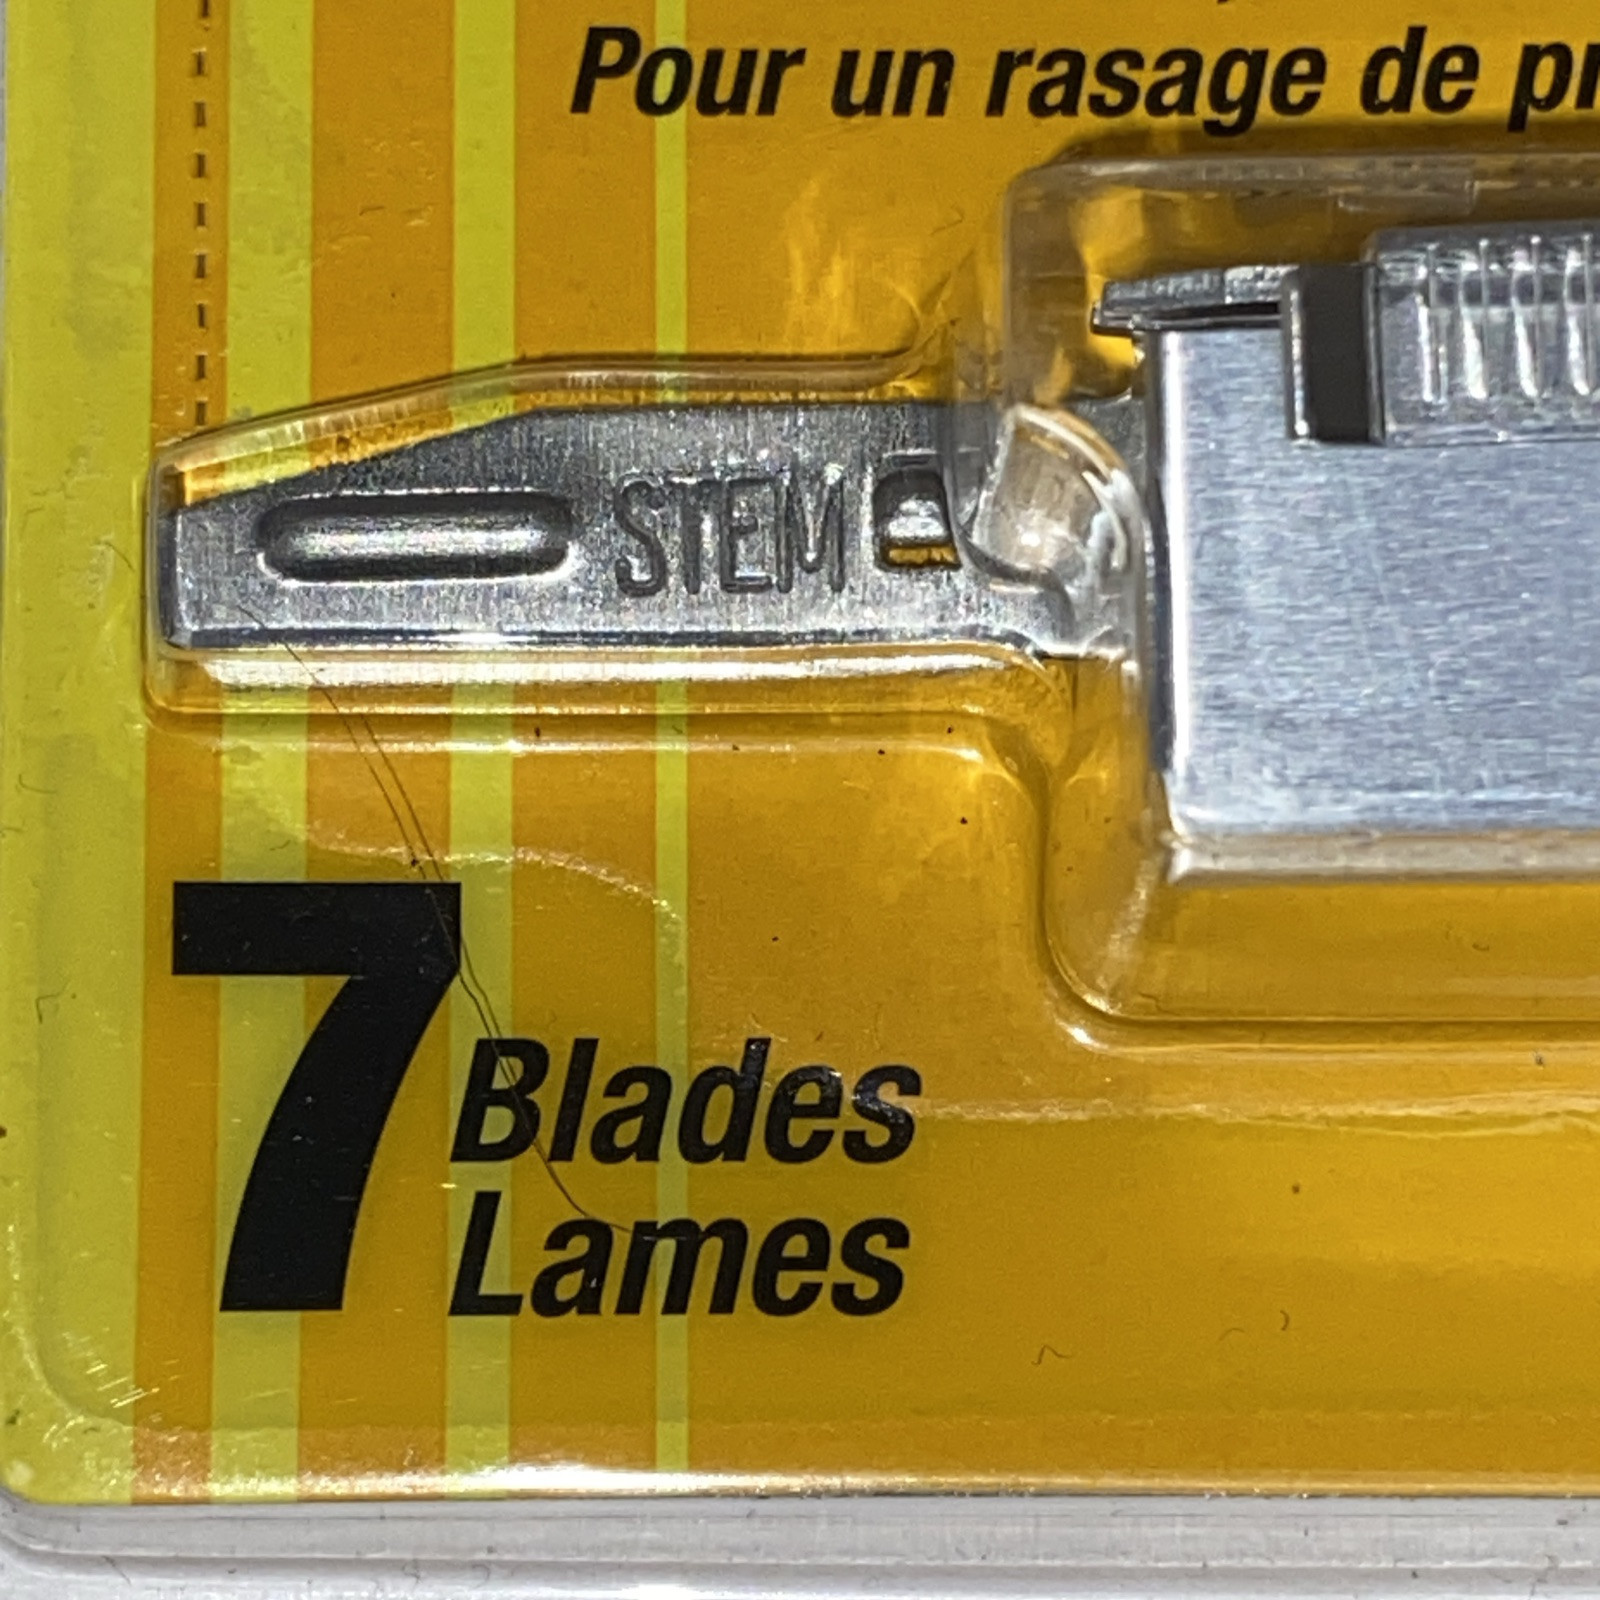 Pour un rasage de
STEM
7
Blades
Lames